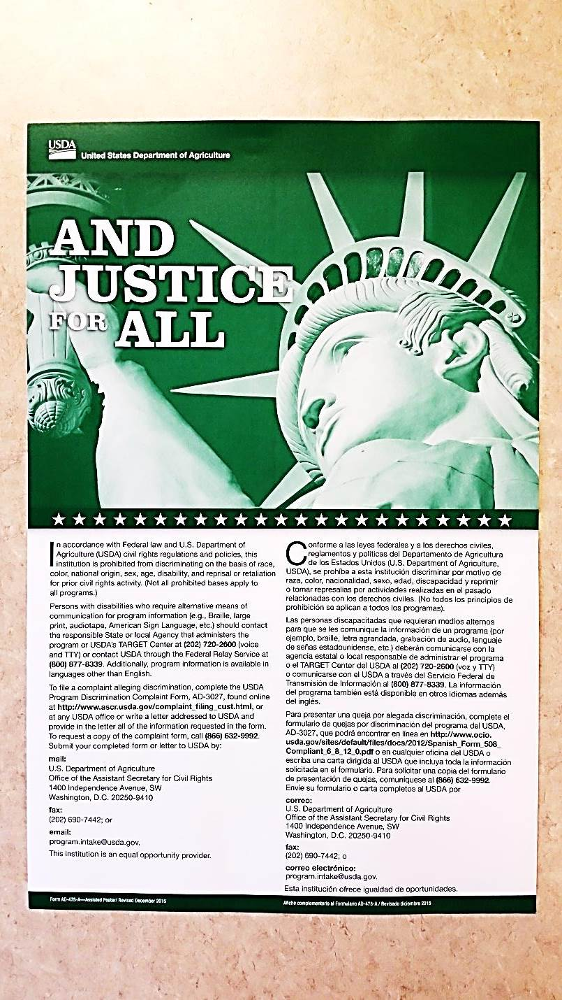 USDA
United States Department of Agriculture
AND
JUSTICE
FOR ALL
In accordance with Federal law and U.S. Department of
Agriculture (USDA) civil rights regulations and policies, this
institution is prohibited from discriminating on the basis of race,
color, national origin, sex, age, disability, and reprisal or retaliation
for prior civil rights activity. (Not all prohibited bases apply to
all programs.)
Persons with disabilities who require alternative means of
communication for program information (e.g., Braille, large
print, audiotape, American Sign Language, etc.) should contact
the responsible State or local Agency that administers the
program or USDA's TARGET Center at (202) 720-2600 (voice
and TTY) or contact USDA through the Federal Relay Service at
(800) 877-8339. Additionally, program information is available in
languages other than English.
To file a complaint alleging discrimination, complete the USDA
Program Discrimination Complaint Form, AD-3027, found online
at http://www.ascr.usda.gov/complaint_filing_cust.html, or
at any USDA office or write a letter addressed to USDA and
provide in the letter all of the information requested in the form.
To request a copy of the complaint form, call (866) 632-9992.
Submit your completed form or letter to USDA by:
mail:
U.S. Department of Agriculture
Office of the Assistant Secretary for Civil Rights
1400 Independence Avenue, SW
Washington, D.C. 20250-9410
fax:
(202) 690-7442; or
email:
program.intake@usda.gov.
This institution is an equal opportunity provider.
Conforme a las leyes federales y a los derechos civiles,
reglamentos y políticas del Departamento de Agricultura
de los Estados Unidos (U.S. Department of Agriculture,
USDA), se prohíbe a esta institución discriminar por motivo de
raza, color, nacionalidad, sexo, edad, discapacidad y reprimir
o tomar represalias por actividades realizadas en el pasado
relacionadas con los derechos civiles. (No todos los principios de
prohibición se aplican a todos los programas).
Las personas discapacitadas que requieran medios alternos
para que se les comunique la información de un programa (por
ejemplo, braille, letra agrandada, grabación de audio, lenguaje
de señas estadounidense, etc.) deberán comunicarse con la
agencia estatal o local responsable de administrar el programa
o el TARGET Center del USDA al (202) 720-2600 (voz y TTY)
o comunicarse con el USDA a través del Servicio Federal de
Transmisión de Información al (800) 877-8339. La información
del programa también está disponible en otros idiomas además
del inglés.
Para presentar una queja por alegada discriminación, complete el
formulario de quejas por discriminación del programa del USDA,
AD-3027, que podrá encontrar en línea en http://www.ocio.
usda.gov/sites/default/files/docs/2012/Spanish_Form_508_
Compliant_6_8_12_0.pdf o en cualquier oficina del USDA o
escriba una carta dirigida al USDA que incluya toda la información
solicitada en el formulario. Para solicitar una copia del formulario
de presentación de quejas, comuníquese al (866) 632-9992.
Envíe su formulario o carta completos al USDA por
correo:
U.S. Department of Agriculture
Office of the Assistant Secretary for Civil Rights
1400 Independence Avenue, SW
Washington, D.C. 20250-9410
fax:
(202) 690-7442; o
correo electrónico:
program.intake@usda.gov.
Esta institución ofrece igualdad de oportunidades.
Form AD-475-A—Assisted Poster/ Revised December 2015
Afiche complementario al Formulario AD-475-A / Revisado diciembre 2015